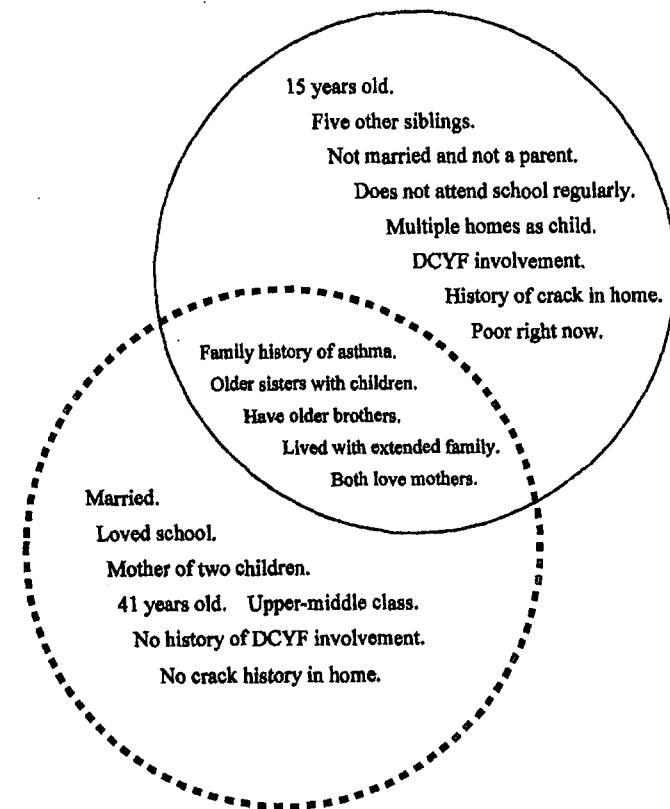 15 years old.
Five other siblings.
Not married and not a parent.
Does not attend school regularly.
Multiple homes as child.
DCYF involvement.
History of crack in home.
Poor right now.
Family history of asthma.
Older sisters with children.
Have older brothers.
Lived with extended family.
Both love mothers.
Married.
Loved school.
Mother of two children.
41 years old. Upper-middle class.
No history of DCYF involvement.
No crack history in home.